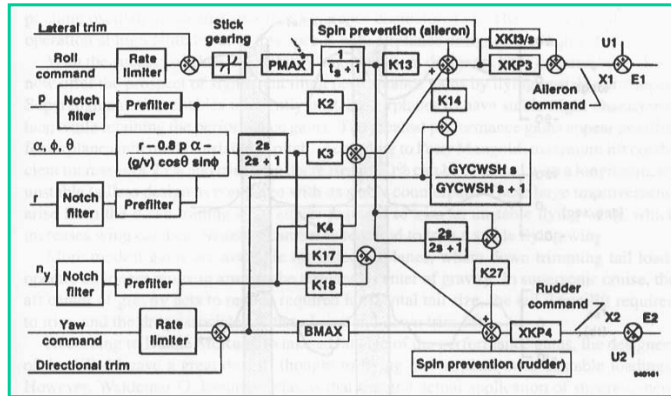 Lateral trim
Stick
gearing
Spin prevention (aileron)
XKI3/s
U1
Roll
command
Rate
limiter
PMAX
1
t_a s + 1
K13
XKP3
X1
E1
Aileron
command
p
Notch
filter
Prefilter
K2
K14
α, ϕ, θ
r – 0.8 p α –
(g/v) cosθ sinϕ
2s
2s + 1
K3
GYCWSH s
GYCWSH s + 1
r
Notch
filter
Prefilter
K4
2s
2s + 1
K17
K27
n y
Notch
filter
Prefilter
K18
Rudder
command
X2
E2
Yaw
command
Rate
limiter
BMAX
XKP4
U2
Directional trim
Spin prevention (rudder)
940161